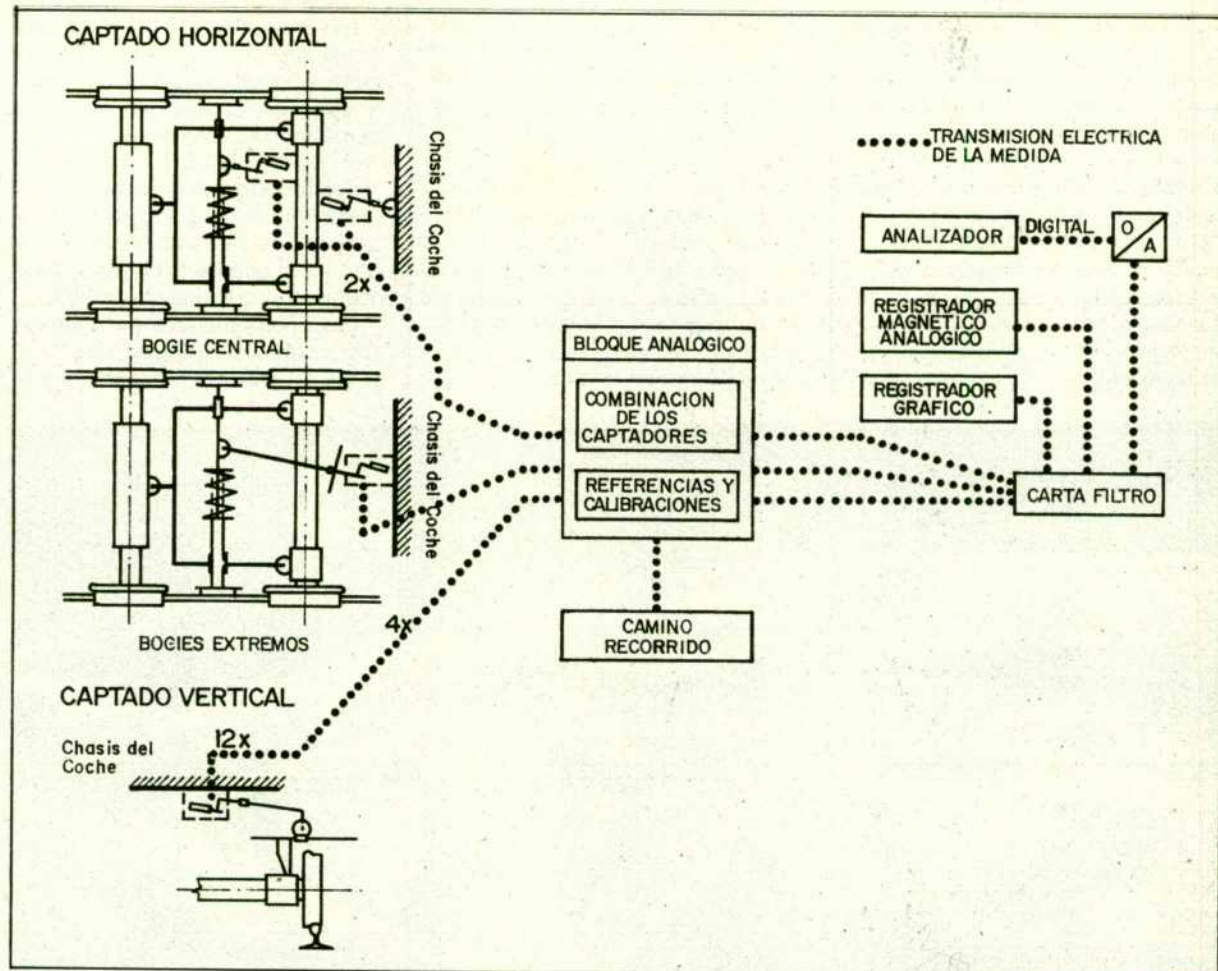 CAPTADO HORIZONTAL
Chasis del Coche
2x
BOGIE CENTRAL
Chasis del Coche
BOGIES EXTREMOS
4x
CAPTADO VERTICAL
Chasis del
Coche
12x
BLOQUE ANALOGICO
COMBINACION
DE LOS
CAPTADORES
REFERENCIAS Y
CALIBRACIONES
CAMINO
RECORRIDO
TRANSMISION ELECTRICA
DE LA MEDIDA
ANALIZADOR
DIGITAL
O
A
REGISTRADOR
MAGNETICO
ANALOGICO
REGISTRADOR
GRAFICO
CARTA FILTRO